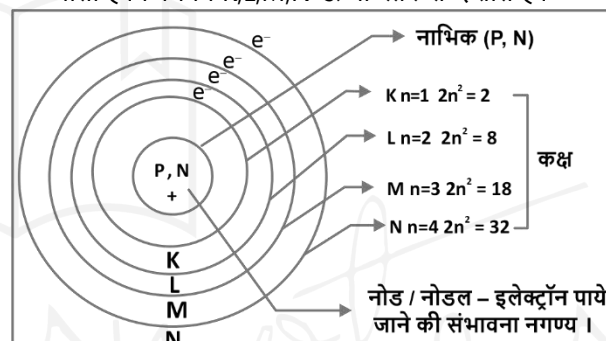 e⁻
e⁻
e⁻
e⁻
नाभिक (P, N)
K n=1 2n² = 2
L n=2 2n² = 8
M n=3 2n² = 18
N n=4 2n² = 32
कक्ष
P, N
+
K
L
M
N
नोड / नोडल – इलेक्ट्रॉन पाये
जाने की संभावना नगण्य ।